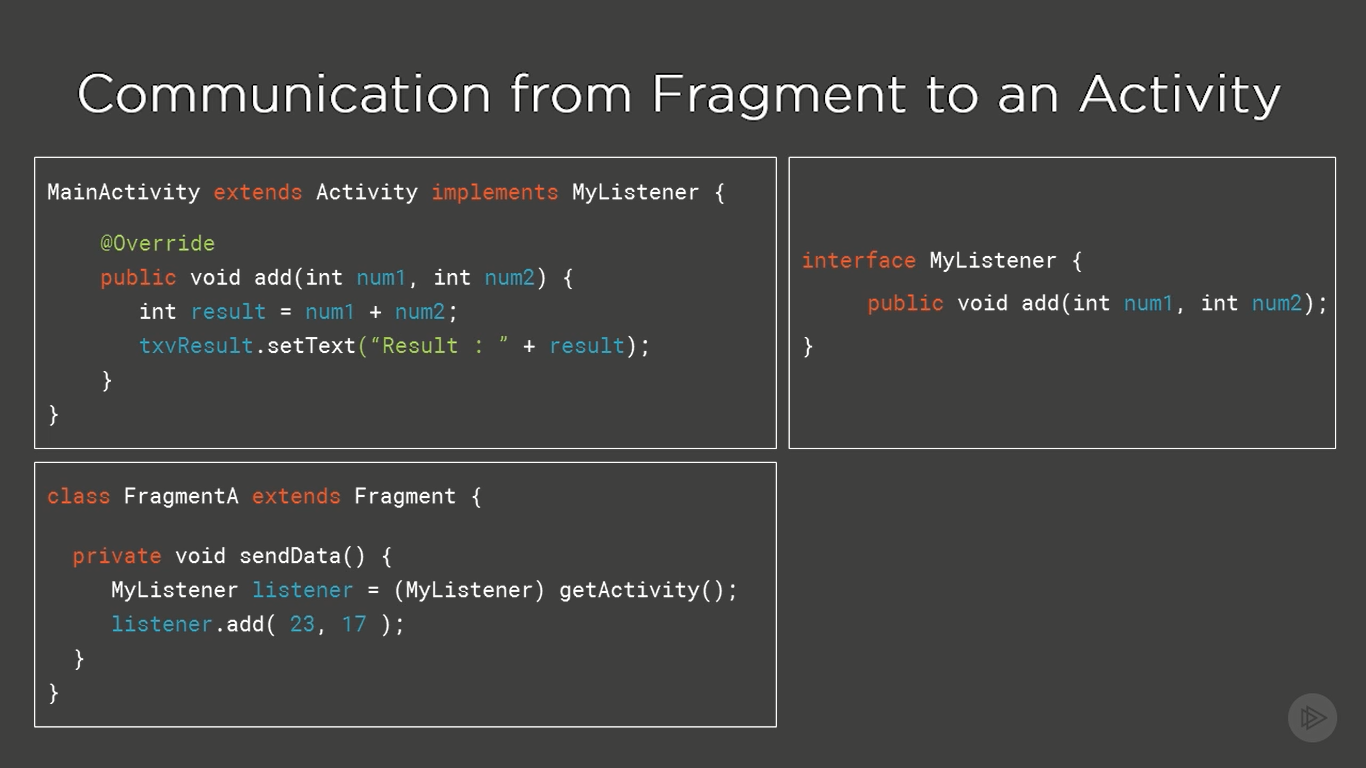 Communication from Fragment to an Activity
MainActivity extends Activity implements MyListener {
@Override
public void add(int num1, int num2) {
int result = num1 + num2;
txvResult.setText(“Result : ” + result);
}
}
interface MyListener {
public void add(int num1, int num2);
}
class FragmentA extends Fragment {
private void sendData() {
MyListener listener = (MyListener) getActivity();
listener.add( 23, 17 );
}
}